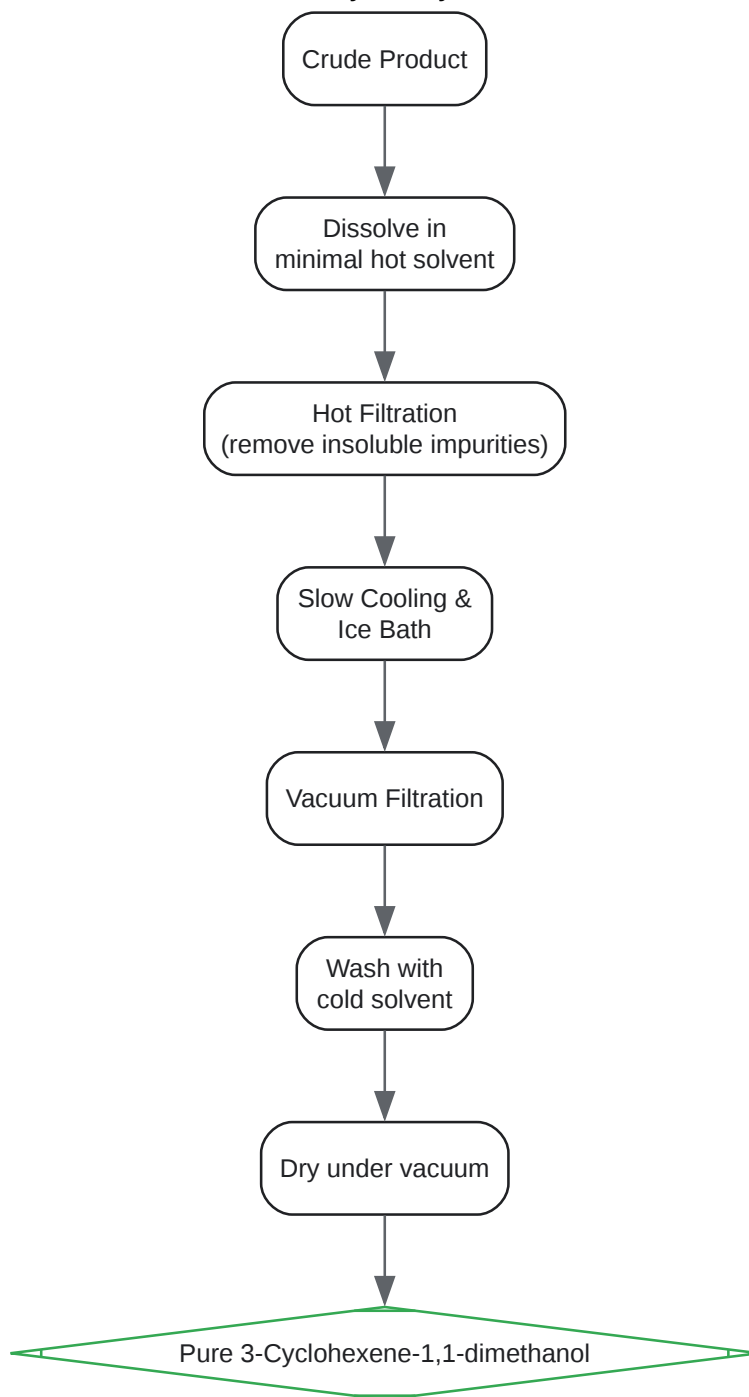 Crude Product
Dissolve in
minimal hot solvent
Hot Filtration
(remove insoluble impurities)
Slow Cooling &
Ice Bath
Vacuum Filtration
Wash with
cold solvent
Dry under vacuum
Pure 3-Cyclohexene-1,1-dimethanol